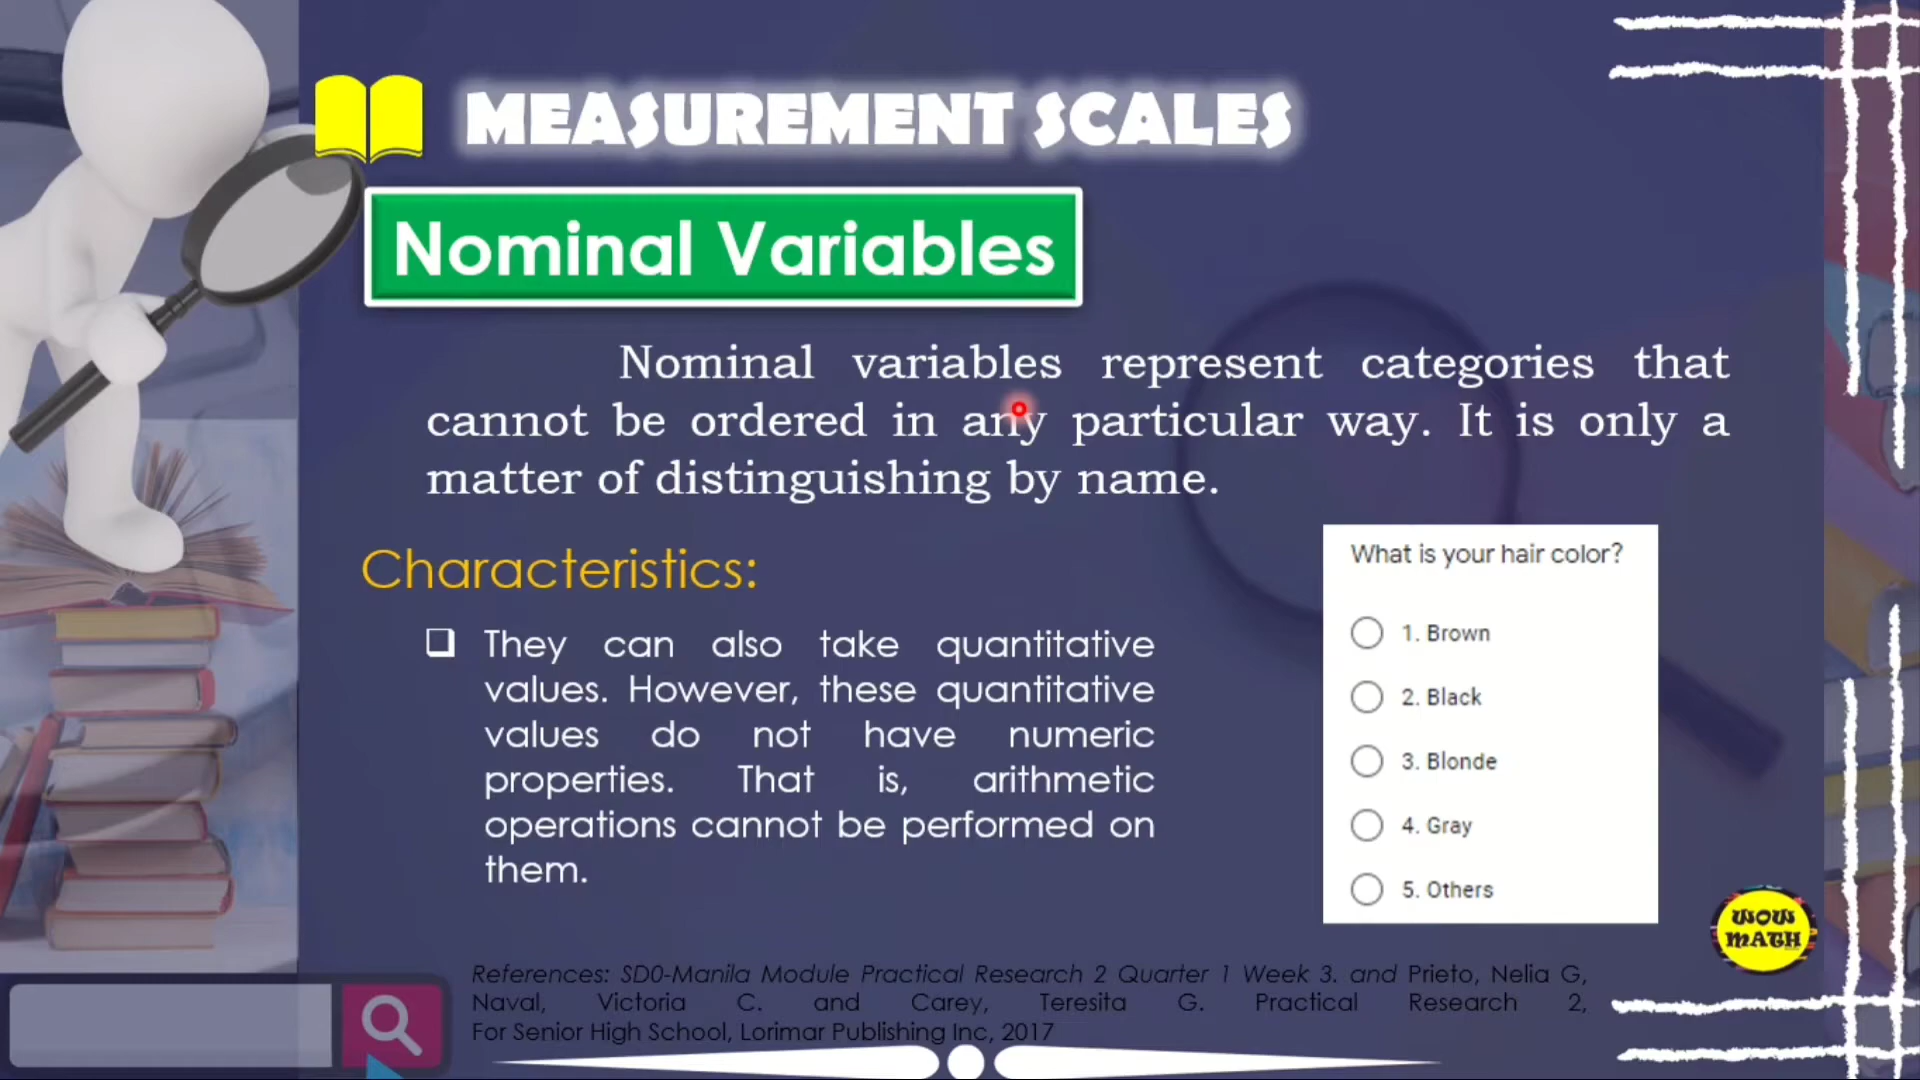 MEASUREMENT SCALES
Nominal Variables
Nominal variables represent categories that
cannot be ordered in any particular way. It is only a
matter of distinguishing by name.
Characteristics:
They can also take quantitative
values. However, these quantitative
values do not have numeric
properties. That is, arithmetic
operations cannot be performed on
them.
What is your hair color?
1. Brown
2. Black
3. Blonde
4. Gray
5. Others
WOW
MATH
References: SD0-Manila Module Practical Research 2 Quarter 1 Week 3. and Prieto, Nelia G,
Naval, Victoria C. and Carey, Teresita G. Practical Research 2,
For Senior High School, Lorimar Publishing Inc, 2017